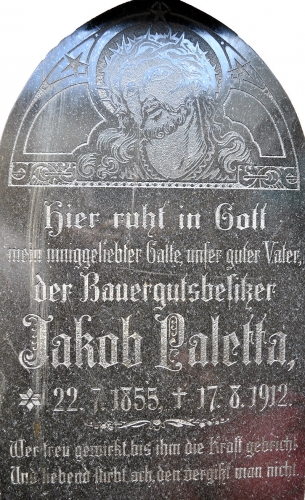 Hier ruht in Gott
mein inniggeliebter Gatte, unser guter Vater,
der Bauergutsbesitzer
Jakob Paletta,
✲ 22. 7. 1855, † 17. 8. 1912.
Wer treu gewirkt, bis ihm die Kraft gebricht
Und liebend stirbt, ach, den vergißt man nicht.